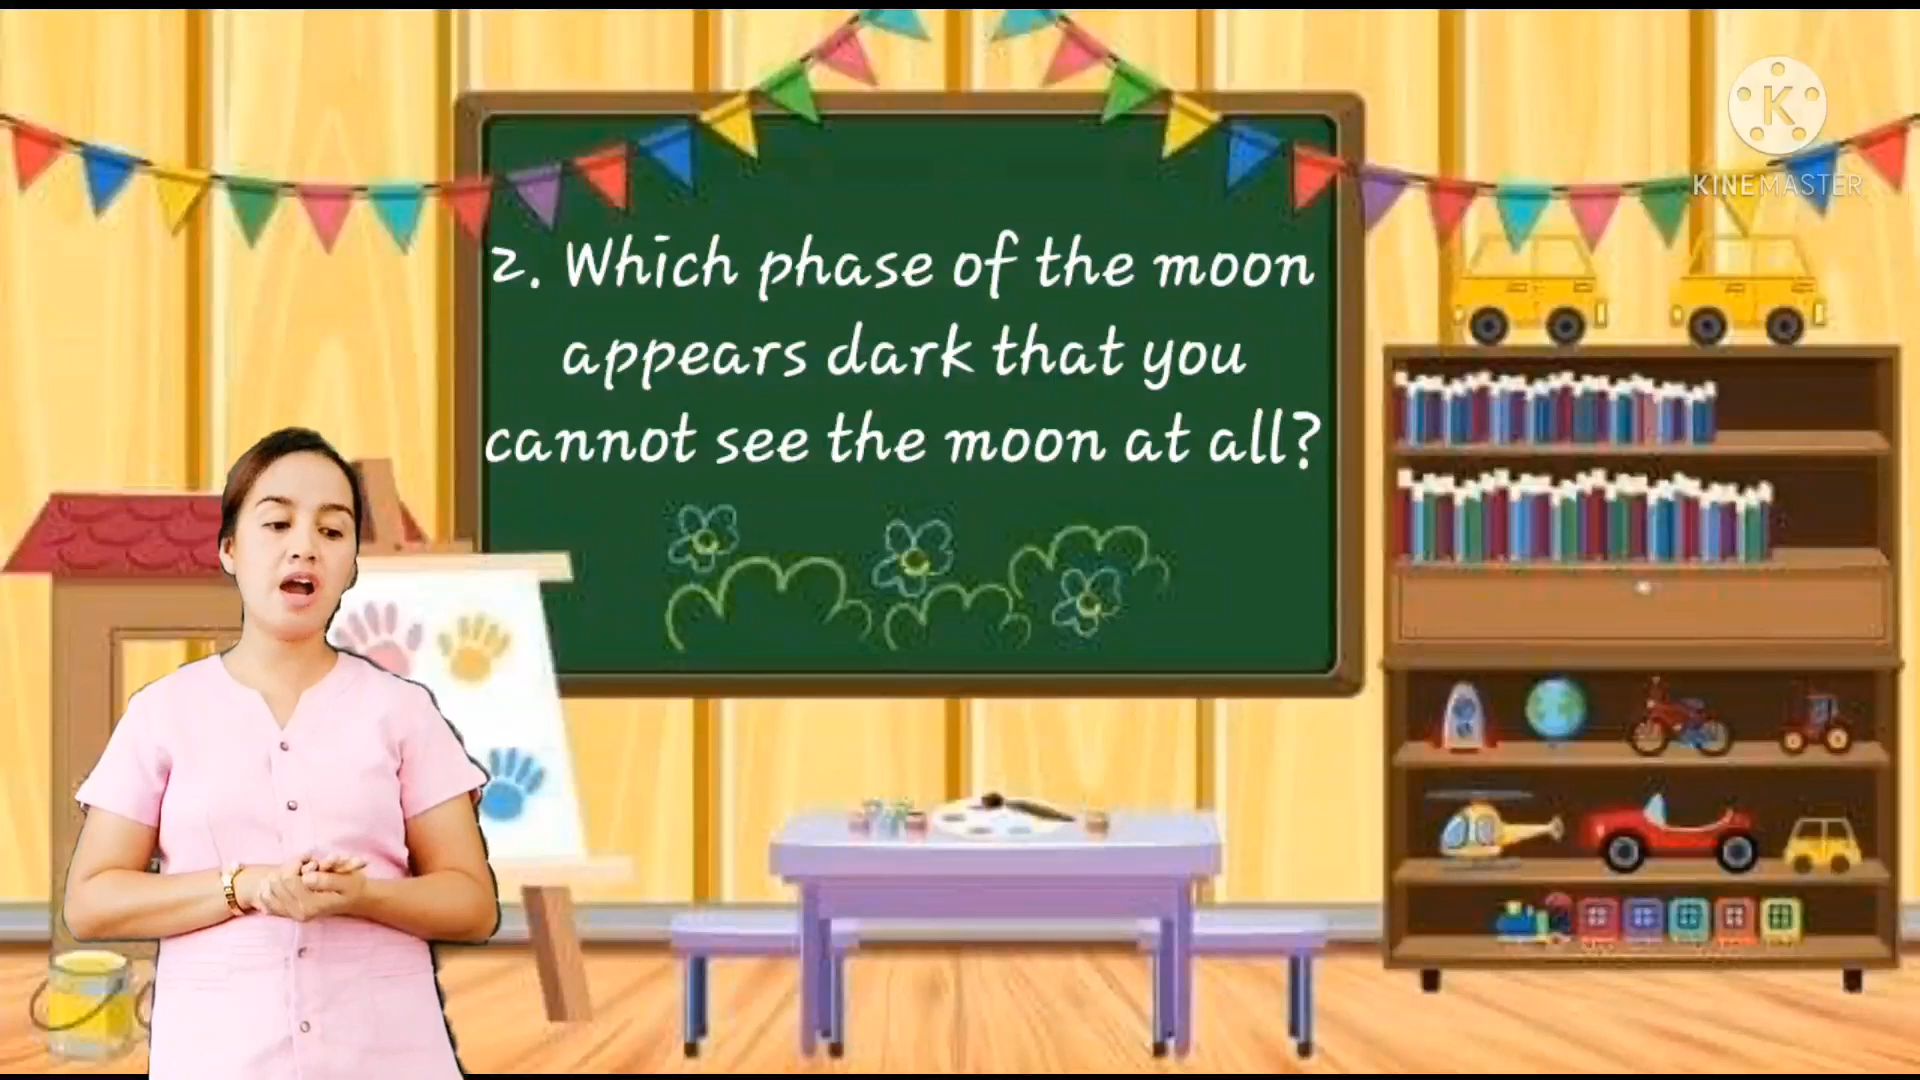 K
KINEMASTER
2. Which phase of the moon
appears dark that you
cannot see the moon at all?